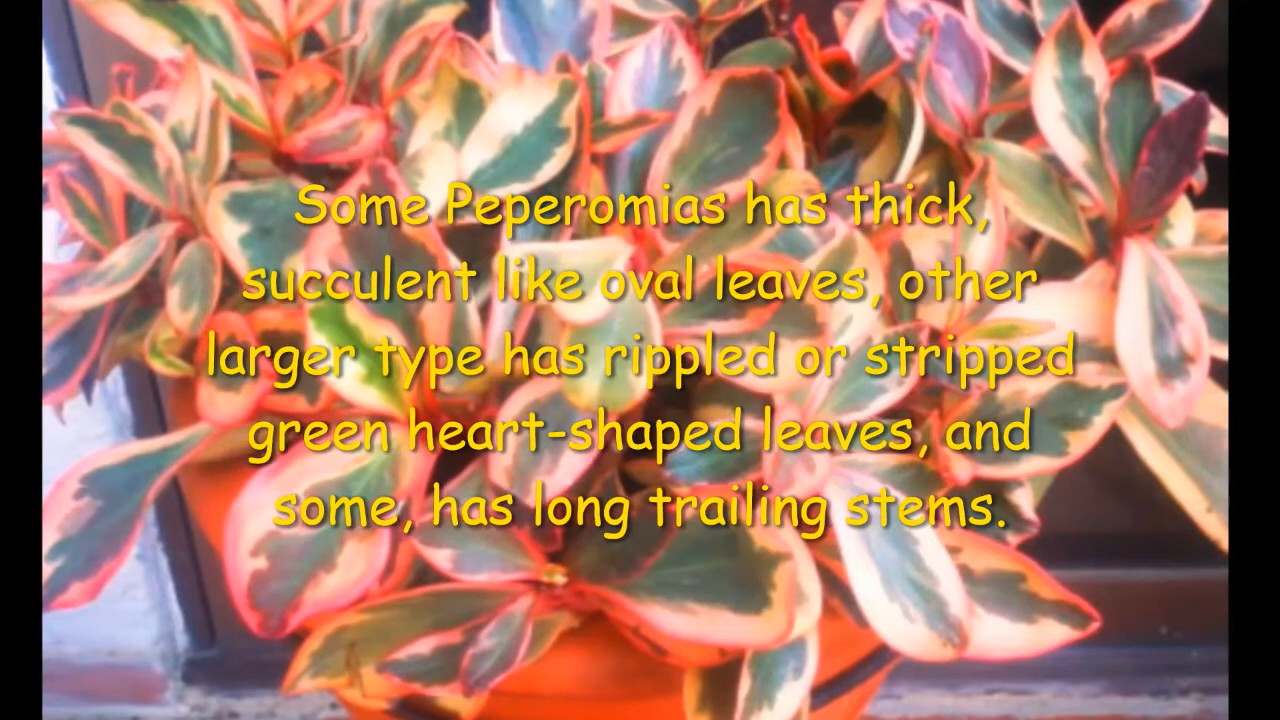 Some Peperomias has thick,
succulent like oval leaves, other
larger type has rippled or stripped
green heart-shaped leaves, and
some, has long trailing stems.